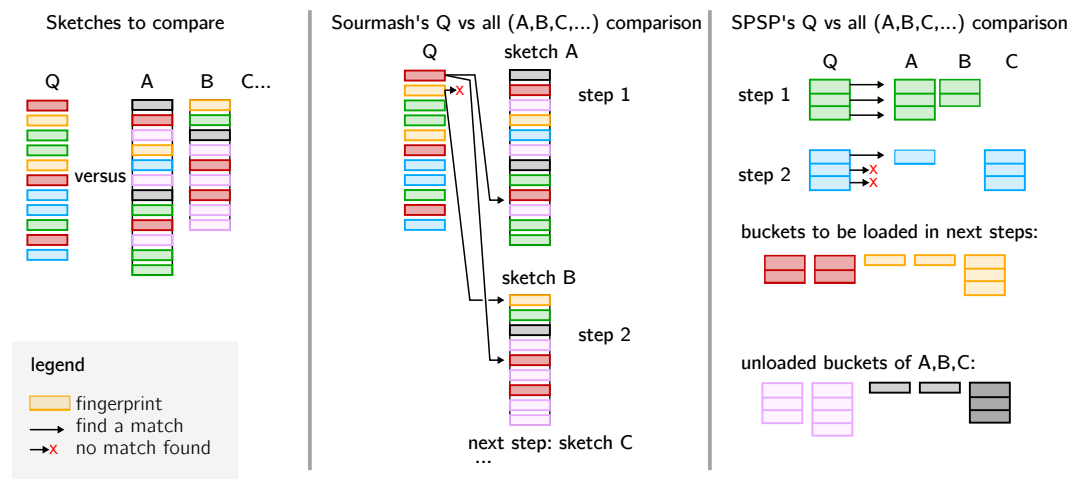 Sketches to compare
Q
A
B
C...
versus
legend
fingerprint
find a match
x no match found
Sourmash's Q vs all (A,B,C,...) comparison
Q
sketch A
x
step 1
sketch B
step 2
next step: sketch C
...
SPSP's Q vs all (A,B,C,...) comparison
Q
A
B
C
step 1
step 2
x
x
buckets to be loaded in next steps:
unloaded buckets of A,B,C: